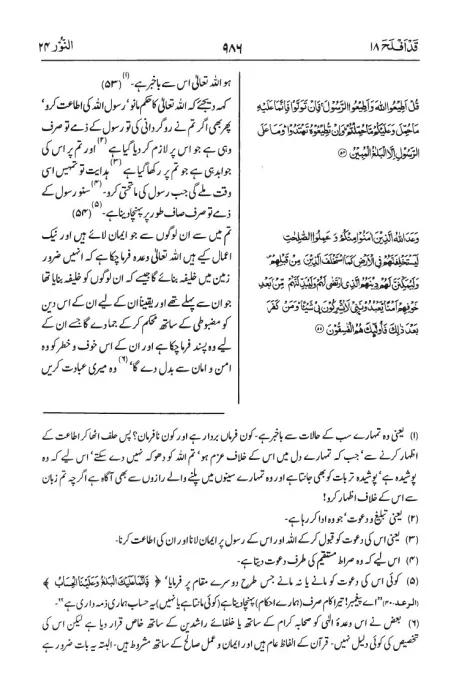 قد افلح ۱۸
۹۸۶
النور ۲۴
قُلْ أَطِيعُوا اللهَ وَأَطِيعُوا الرَّسُولَ فَإِنْ تَوَلَّوْا فَإِنَّمَا عَلَيْهِ
مَا حُمِّلَ وَعَلَيْكُمْ مَا حُمِّلْتُمْ وَإِنْ تُطِيعُوهُ تَهْتَدُوا وَمَا عَلَى
الرَّسُولِ إِلَّا الْبَلٰغُ الْمُبِينُ ۝۵۴
وَعَدَ اللهُ الَّذِينَ اٰمَنُوا مِنْكُمْ وَعَمِلُوا الصّٰلِحٰتِ
لَيَسْتَخْلِفَنَّهُمْ فِي الْأَرْضِ كَمَا اسْتَخْلَفَ الَّذِينَ مِنْ قَبْلِهِمْ
وَلَيُمَكِّنَنَّ لَهُمْ دِينَهُمُ الَّذِي ارْتَضٰى لَهُمْ وَلَيُبَدِّلَنَّهُمْ مِنْ بَعْدِ
خَوْفِهِمْ أَمْنًا يَعْبُدُونَنِي لَا يُشْرِكُونَ بِي شَيْئًا وَمَنْ كَفَرَ
بَعْدَ ذٰلِكَ فَأُولٰٓئِكَ هُمُ الْفٰسِقُونَ ۝۵۵
ہو اللہ تعالیٰ اس سے باخبر ہے۔ (۱) (۵۳)
کہہ دیجئے کہ اللہ تعالیٰ کا حکم مانو، رسول اللہ کی اطاعت کرو،
پھر بھی اگر تم نے روگردانی کی تو رسول کے ذمے تو صرف
وہی ہے جو اس پر لازم کر دیا گیا ہے (۲) اور تم پر اس کی
جوابدہی ہے جو تم پر رکھا گیا ہے (۳) ہدایت تو تمہیں اسی
وقت ملے گی جب رسول کی ماتحتی کرو۔ (۴) سنو رسول کے
ذمے تو صرف صاف طور پر پہنچا دینا ہے۔ (۵) (۵۴)
تم میں سے ان لوگوں سے جو ایمان لائے ہیں اور نیک
اعمال کیے ہیں اللہ تعالیٰ وعدہ فرما چکا ہے کہ انہیں ضرور
زمین میں خلیفہ بنائے گا جیسے کہ ان لوگوں کو خلیفہ بنایا تھا
جو ان سے پہلے تھے اور یقیناً ان کے لیے ان کے اس دین
کو مضبوطی کے ساتھ محکم کر کے جما دے گا جسے ان کے
لیے وہ پسند فرما چکا ہے اور ان کے اس خوف و خطر کو وہ
امن و امان سے بدل دے گا، (۶) وہ میری عبادت کریں
(۱) یعنی وہ تمہارے سب کے حالات سے باخبر ہے۔ کون فرماں بردار ہے اور کون نافرمان؟ پس حلف اٹھا کر اطاعت کے
اظہار کرنے سے، جب کہ تمہارے دل میں اس کے خلاف عزم ہو، تم اللہ کو دھوکہ نہیں دے سکتے، اس لیے کہ وہ
پوشیدہ سے پوشیدہ تر بات کو بھی جانتا ہے اور وہ تمہارے سینوں میں پلنے والے رازوں سے بھی آگاہ ہے اگرچہ تم زبان
سے اس کے خلاف اظہار کرو!
(۲) یعنی تبلیغ و دعوت، جو وہ ادا کر رہا ہے۔
(۳) یعنی اس کی دعوت کو قبول کر کے اللہ اور اس کے رسول پر ایمان لانا اور ان کی اطاعت کرنا۔
(۴) اس لیے کہ وہ صراط مستقیم کی طرف دعوت دیتا ہے۔
(۵) کوئی اس کی دعوت کو مانے یا نہ مانے جس طرح دوسرے مقام پر فرمایا، ﴿ فَإِنَّمَا عَلَيْكَ الْبَلٰغُ وَعَلَيْنَا الْحِسَابُ ﴾
(الرعد۔۴۰) "اے پیغمبر! تیرا کام صرف (ہمارے احکام) پہنچا دینا ہے (کوئی مانتا ہے یا نہیں) یہ حساب ہماری ذمہ داری ہے"۔
(۶) بعض نے اس وعدۂ الٰہی کو صحابہ کرام کے ساتھ یا خلفائے راشدین کے ساتھ خاص قرار دیا ہے لیکن اس کی
تخصیص کی کوئی دلیل نہیں۔ قرآن کے الفاظ عام ہیں اور ایمان و عمل صالح کے ساتھ مشروط ہیں۔ البتہ یہ بات ضرور ہے